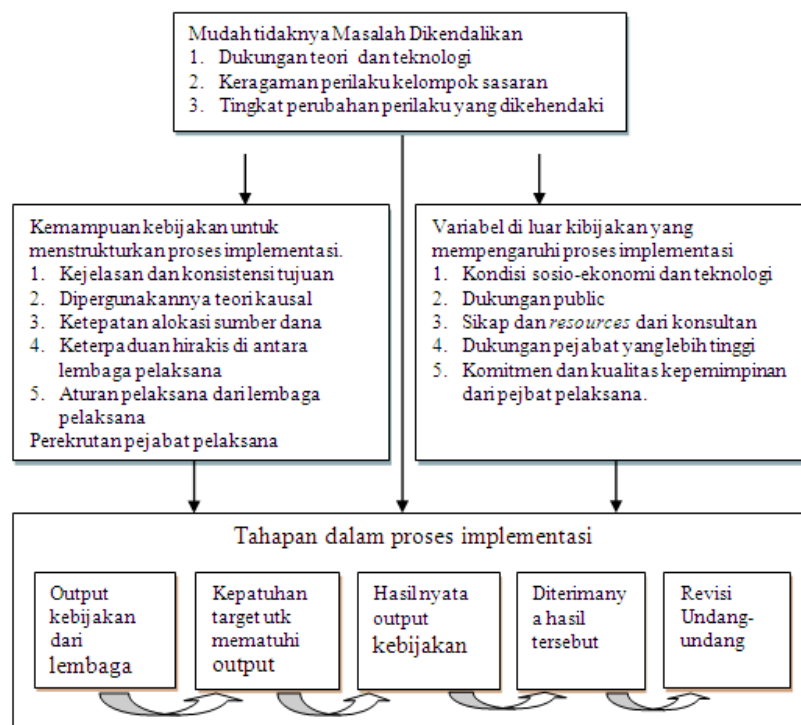 Mudah tidaknya Masalah Dikendalikan
1. Dukungan teori dan teknologi
2. Keragaman perilaku kelompok sasaran
3. Tingkat perubahan perilaku yang dikehendaki
Kemampuan kebijakan untuk
menstrukturkan proses implementasi.
1. Kejelasan dan konsistensi tujuan
2. Dipergunakannya teori kausal
3. Ketepatan alokasi sumber dana
4. Keterpaduan hirakis di antara
lembaga pelaksana
5. Aturan pelaksana dari lembaga
pelaksana
Perekrutan pejabat pelaksana
Variabel di luar kibijakan yang
mempengaruhi proses implementasi
1. Kondisi sosio-ekonomi dan teknologi
2. Dukungan public
3. Sikap dan resources dari konsultan
4. Dukungan pejabat yang lebih tinggi
5. Komitmen dan kualitas kepemimpinan
dari pejbat pelaksana.
Tahapan dalam proses implementasi
Output
kebijakan
dari
lembaga
Kepatuhan
target utk
mematuhi
output
Hasil nyata
output
kebijakan
Diterimany
a hasil
tersebut
Revisi
Undang-
undang